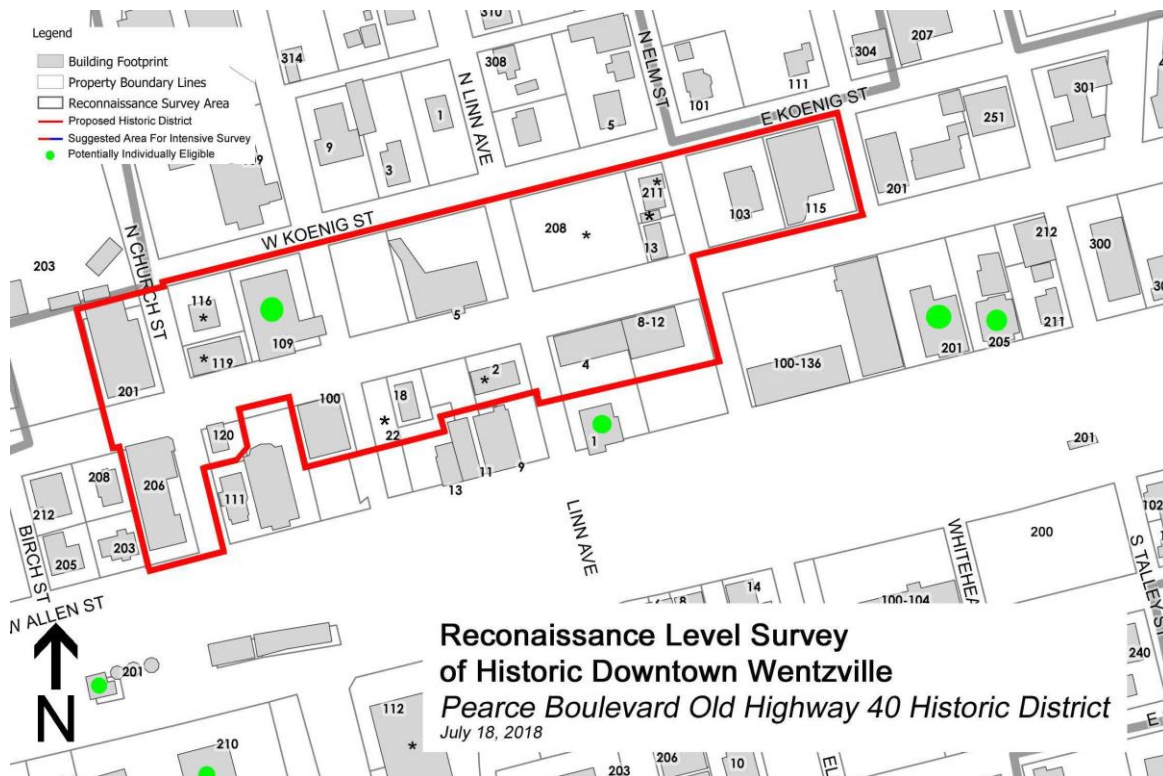 Legend
Building Footprint
Property Boundary Lines
Reconnaissance Survey Area
Proposed Historic District
Suggested Area For Intensive Survey
Potentially Individually Eligible
310
207
314
308
N ELM ST
304
111
101
301
N LINN AVE
1
5
E KOENIG ST
251
9
3
201
W KOENIG ST
211
103
115
208
13
212
300
203
N CHURCH ST
116
109
5
119
8-12
201
205
211
100-136
4
201
2
18
100
22
120
1
9
11
13
201
206
208
212
111
203
205
BIRCH ST
102
200
LINN AVE
WHITEHEA
S TALLEY ST
W ALLEN ST
14
8
100-104
240
201
N
112
210
206
10
203
EL
E
Reconaissance Level Survey
of Historic Downtown Wentzville
Pearce Boulevard Old Highway 40 Historic District
July 18, 2018